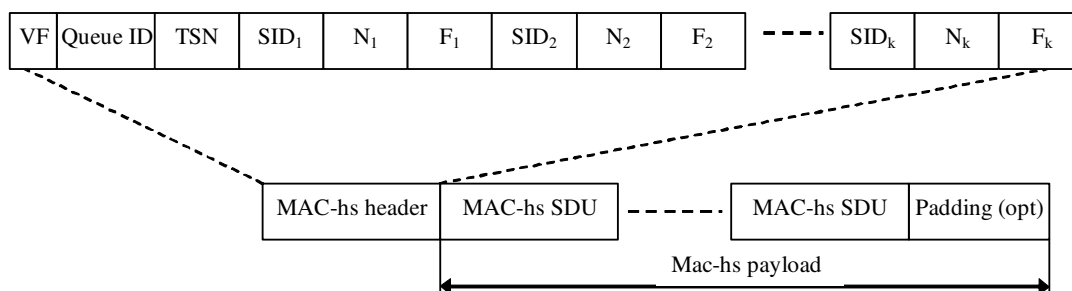 VF Queue ID TSN SID₁ N₁ F₁ SID₂ N₂ F₂ SIDₖ Nₖ Fₖ
MAC-hs header MAC-hs SDU MAC-hs SDU Padding (opt)
Mac-hs payload